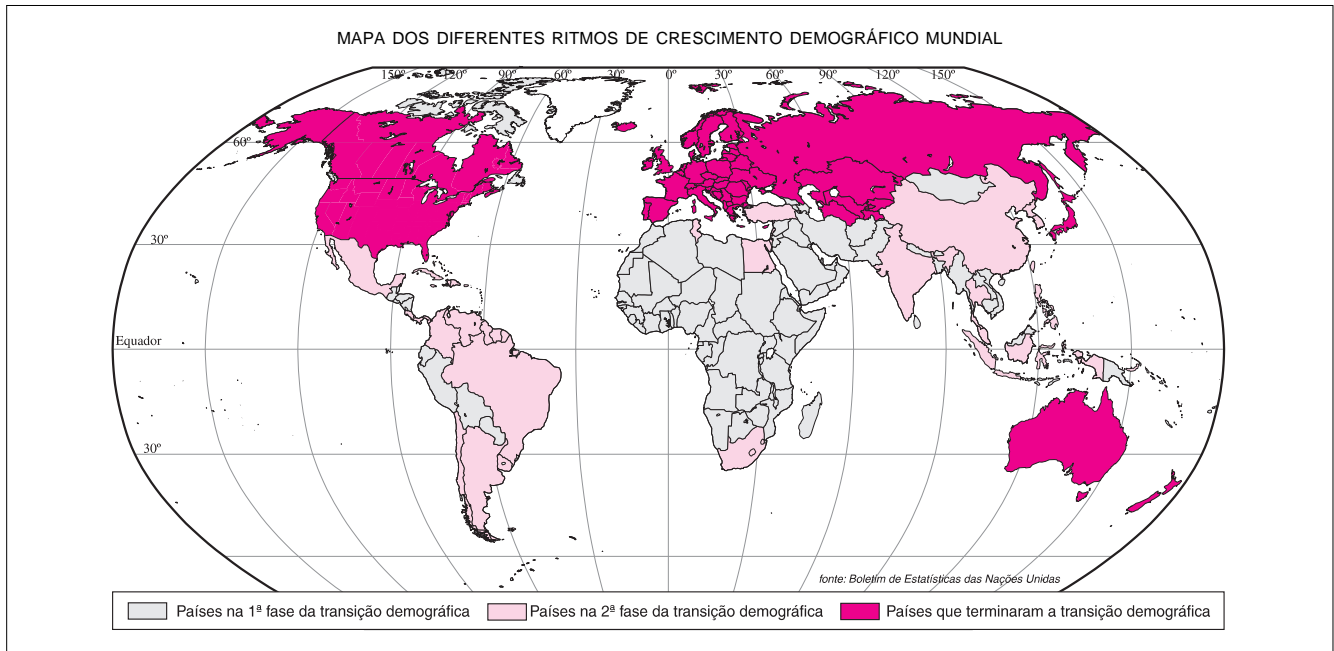 MAPA DOS DIFERENTES RITMOS DE CRESCIMENTO DEMOGRÁFICO MUNDIAL
150º 120º 90º 60º 30º 0º 30º 60º 90º 120º 150º
60º
30º
Equador
30º
fonte: Boletim de Estatísticas das Nações Unidas
Países na 1ª fase da transição demográfica Países na 2ª fase da transição demográfica Países que terminaram a transição demográfica